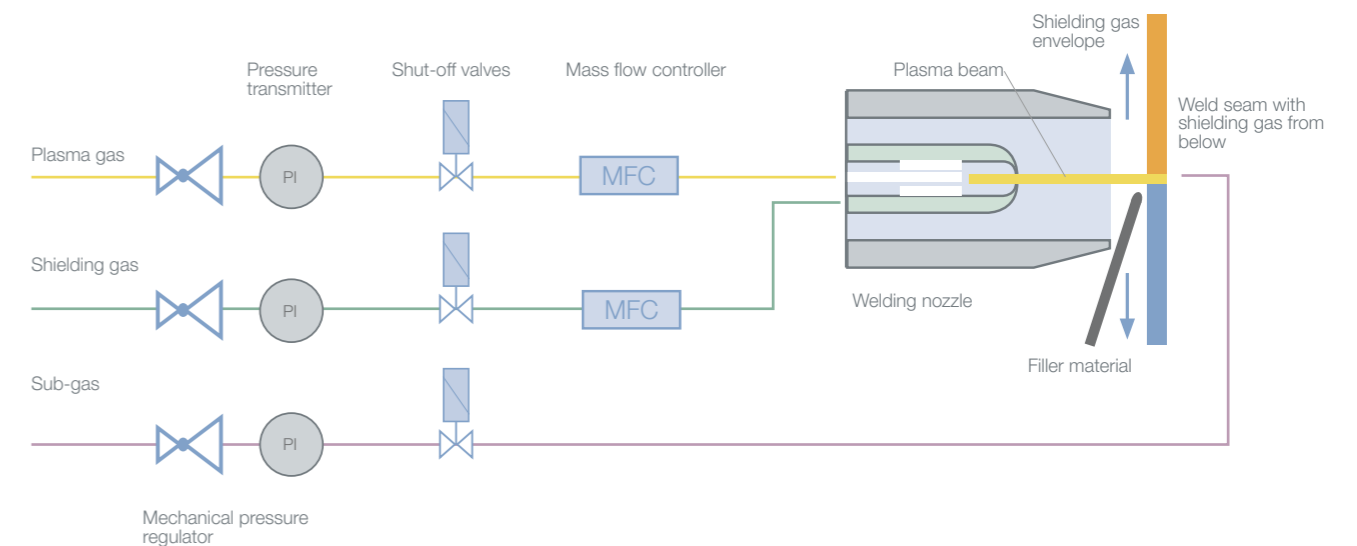 Shielding gas
envelope
Pressure
transmitter
Shut-off valves
Mass flow controller
Plasma beam
Weld seam with
shielding gas from
below
Plasma gas
PI
MFC
Shielding gas
PI
MFC
Welding nozzle
Filler material
Sub-gas
PI
Mechanical pressure
regulator